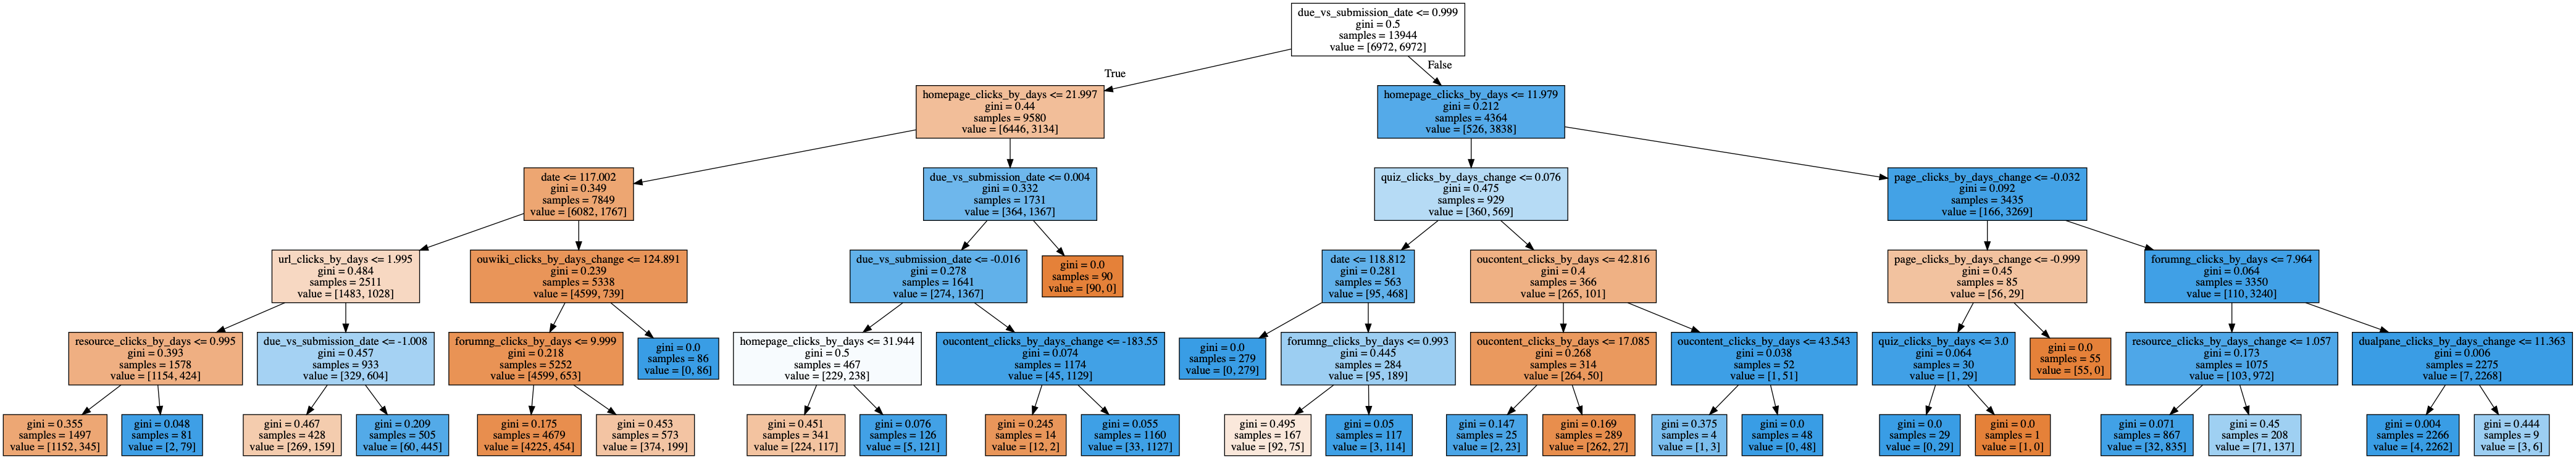 due_vs_submission_date <= 0.999
gini = 0.5
samples = 13944
value = [6972, 6972]
True
False
homepage_clicks_by_days <= 21.997
gini = 0.44
samples = 9580
value = [6446, 3134]
homepage_clicks_by_days <= 11.979
gini = 0.212
samples = 4364
value = [526, 3838]
date <= 117.002
gini = 0.349
samples = 7849
value = [6082, 1767]
due_vs_submission_date <= 0.004
gini = 0.332
samples = 1731
value = [364, 1367]
quiz_clicks_by_days_change <= 0.076
gini = 0.475
samples = 929
value = [360, 569]
page_clicks_by_days_change <= -0.032
gini = 0.092
samples = 3435
value = [166, 3269]
url_clicks_by_days <= 1.995
gini = 0.484
samples = 2511
value = [1483, 1028]
ouwiki_clicks_by_days_change <= 124.891
gini = 0.239
samples = 5338
value = [4599, 739]
due_vs_submission_date <= -0.016
gini = 0.278
samples = 1641
value = [274, 1367]
gini = 0.0
samples = 90
value = [90, 0]
date <= 118.812
gini = 0.281
samples = 563
value = [95, 468]
oucontent_clicks_by_days <= 42.816
gini = 0.4
samples = 366
value = [265, 101]
page_clicks_by_days_change <= -0.999
gini = 0.45
samples = 85
value = [56, 29]
forumng_clicks_by_days <= 7.964
gini = 0.064
samples = 3350
value = [110, 3240]
resource_clicks_by_days <= 0.995
gini = 0.393
samples = 1578
value = [1154, 424]
due_vs_submission_date <= -1.008
gini = 0.457
samples = 933
value = [329, 604]
forumng_clicks_by_days <= 9.999
gini = 0.218
samples = 5252
value = [4599, 653]
gini = 0.0
samples = 86
value = [0, 86]
homepage_clicks_by_days <= 31.944
gini = 0.5
samples = 467
value = [229, 238]
oucontent_clicks_by_days_change <= -183.55
gini = 0.074
samples = 1174
value = [45, 1129]
gini = 0.0
samples = 279
value = [0, 279]
forumng_clicks_by_days <= 0.993
gini = 0.445
samples = 284
value = [95, 189]
oucontent_clicks_by_days <= 17.085
gini = 0.268
samples = 314
value = [264, 50]
oucontent_clicks_by_days <= 43.543
gini = 0.038
samples = 52
value = [1, 51]
quiz_clicks_by_days <= 3.0
gini = 0.064
samples = 30
value = [1, 29]
gini = 0.0
samples = 55
value = [55, 0]
resource_clicks_by_days_change <= 1.057
gini = 0.173
samples = 1075
value = [103, 972]
dualpane_clicks_by_days_change <= 11.363
gini = 0.006
samples = 2275
value = [7, 2268]
gini = 0.355
samples = 1497
value = [1152, 345]
gini = 0.048
samples = 81
value = [2, 79]
gini = 0.467
samples = 428
value = [269, 159]
gini = 0.209
samples = 505
value = [60, 445]
gini = 0.175
samples = 4679
value = [4225, 454]
gini = 0.453
samples = 573
value = [374, 199]
gini = 0.451
samples = 341
value = [224, 117]
gini = 0.076
samples = 126
value = [5, 121]
gini = 0.245
samples = 14
value = [12, 2]
gini = 0.055
samples = 1160
value = [33, 1127]
gini = 0.495
samples = 167
value = [92, 75]
gini = 0.05
samples = 117
value = [3, 114]
gini = 0.147
samples = 25
value = [2, 23]
gini = 0.169
samples = 289
value = [262, 27]
gini = 0.375
samples = 4
value = [1, 3]
gini = 0.0
samples = 48
value = [0, 48]
gini = 0.0
samples = 29
value = [0, 29]
gini = 0.0
samples = 1
value = [1, 0]
gini = 0.071
samples = 867
value = [32, 835]
gini = 0.45
samples = 208
value = [71, 137]
gini = 0.004
samples = 2266
value = [4, 2262]
gini = 0.444
samples = 9
value = [3, 6]